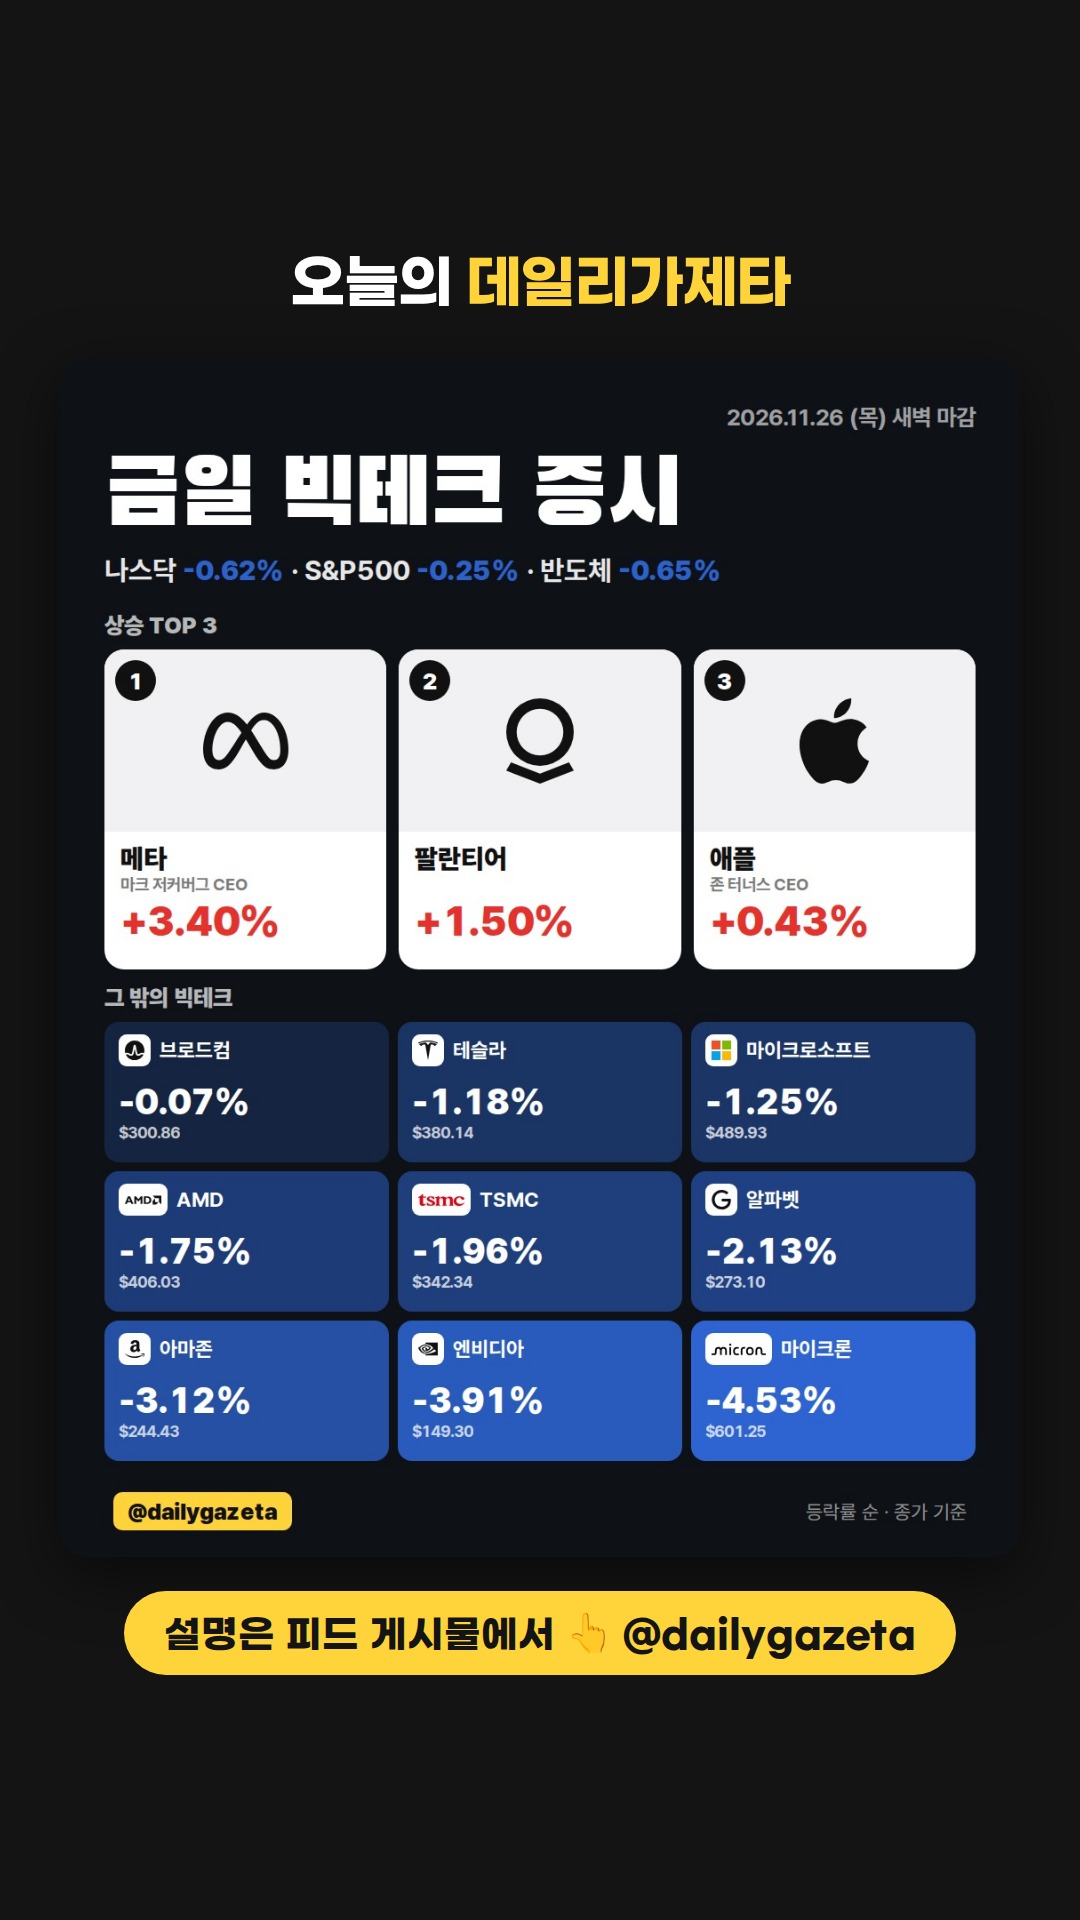 오늘의 데일리가제타
2026.11.26 (목) 새벽 마감
금일 빅테크 증시
나스닥 -0.62% · S&P500 -0.25% · 반도체 -0.65%
상승 TOP 3
1
메타
마크 저커버그 CEO
+3.40%
2
팔란티어
+1.50%
3
애플
존 터너스 CEO
+0.43%
그 밖의 빅테크
브로드컴
-0.07%
$300.86
테슬라
-1.18%
$380.14
마이크로소프트
-1.25%
$489.93
AMD AMD
-1.75%
$406.03
tsmc TSMC
-1.96%
$342.34
G 알파벳
-2.13%
$273.10
a 아마존
-3.12%
$244.43
엔비디아
-3.91%
$149.30
micron 마이크론
-4.53%
$601.25
@dailygazeta
등락률 순 · 종가 기준
설명은 피드 게시물에서 👆 @dailygazeta